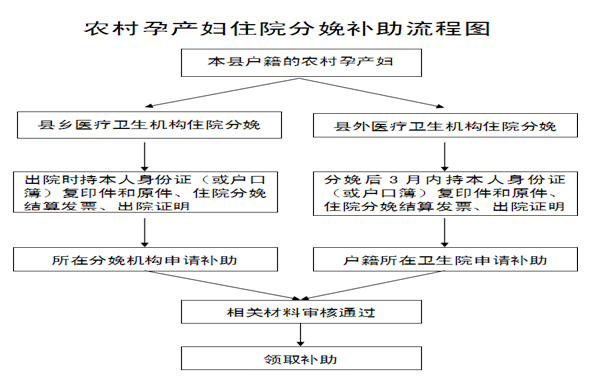 农村孕产妇住院分娩补助流程图
本县户籍的农村孕产妇
县乡医疗卫生机构住院分娩
县外医疗卫生机构住院分娩
出院时持本人身份证（或户口
簿）复印件和原件、住院分娩
结算发票、出院证明
分娩后3月内持本人身份证
（或户口簿）复印件和原件、
住院分娩结算发票、出院证明
所在分娩机构申请补助
户籍所在卫生院申请补助
相关材料审核通过
领取补助